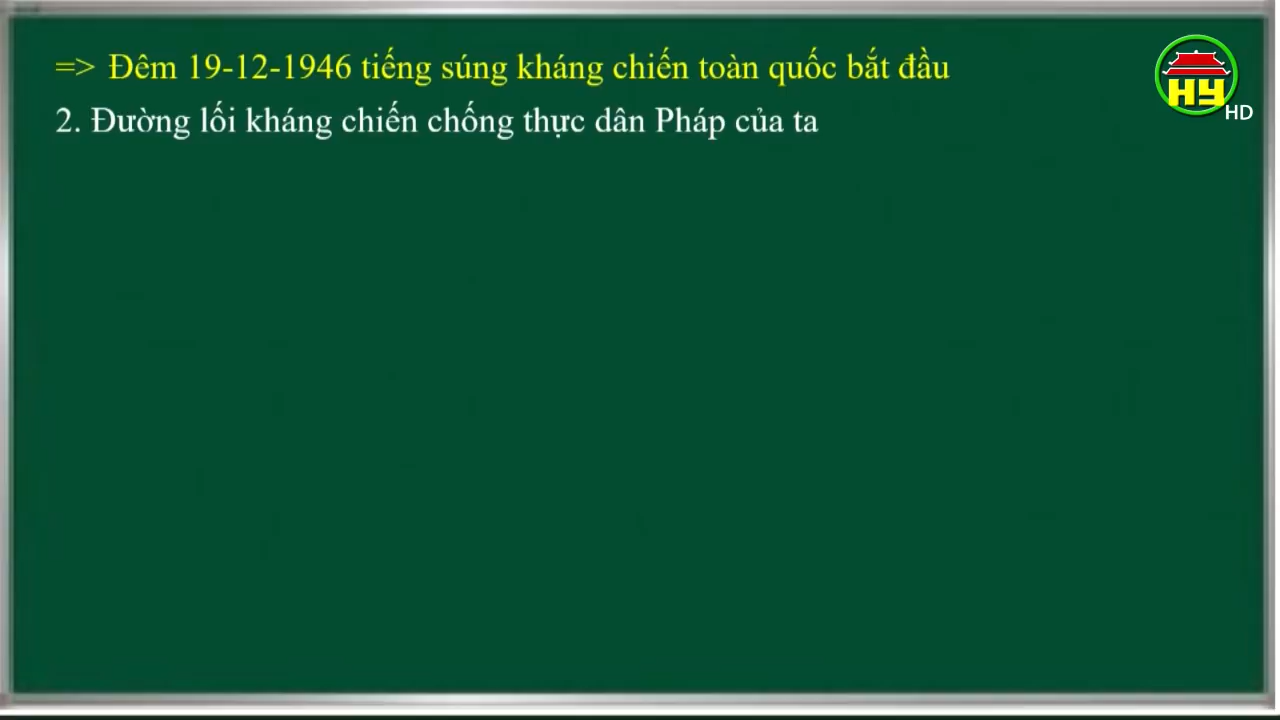 => Đêm 19-12-1946 tiếng súng kháng chiến toàn quốc bắt đầu
2. Đường lối kháng chiến chống thực dân Pháp của ta
HY
HD